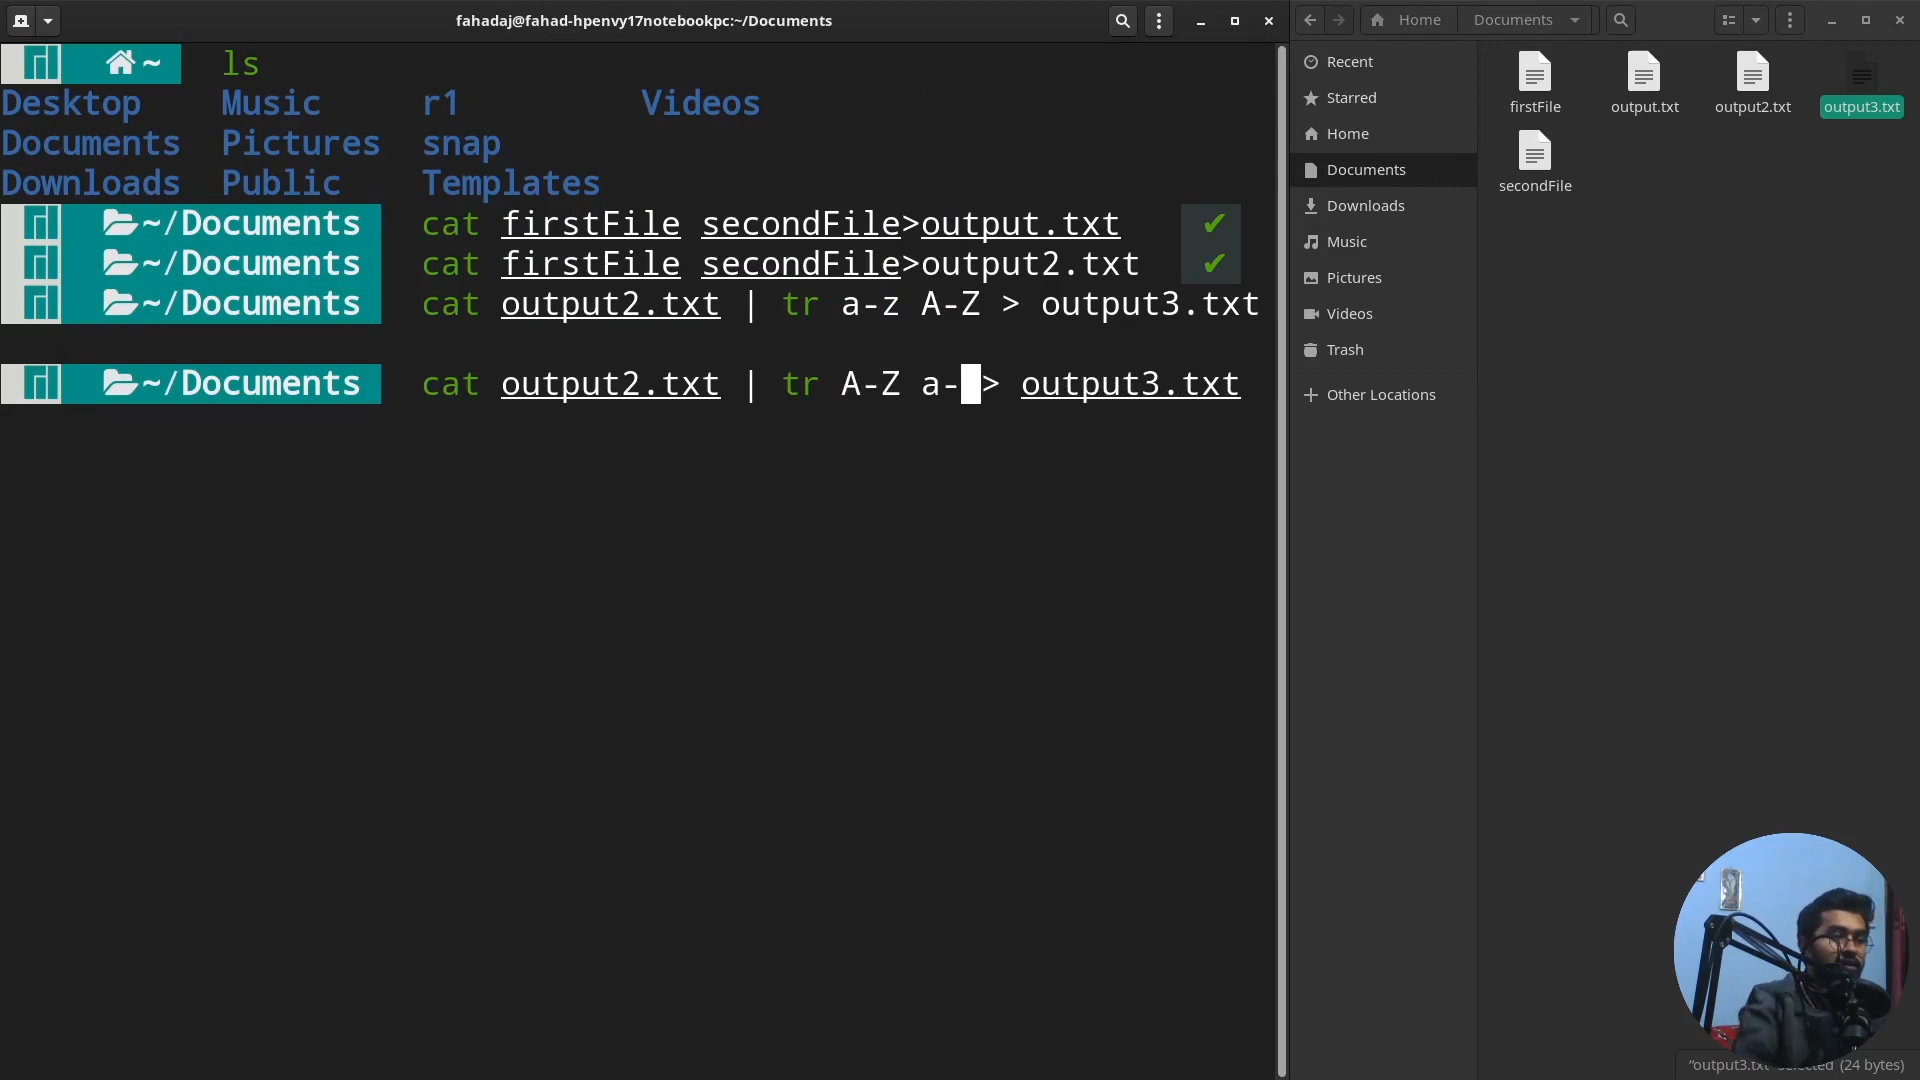 fahadaj@fahad-hpenvy17notebookpc:~/Documents
~ ls
Desktop Music r1 Videos
Documents Pictures snap
Downloads Public Templates
~/Documents cat firstFile secondFile>output.txt ✔
~/Documents cat firstFile secondFile>output2.txt ✔
~/Documents cat output2.txt | tr a-z A-Z > output3.txt
~/Documents cat output2.txt | tr A-Z a- > output3.txt
Home Documents
Recent
Starred
Home
Documents
Downloads
Music
Pictures
Videos
Trash
Other Locations
firstFile output.txt output2.txt output3.txt
secondFile
"output3.txt" selected (24 bytes)